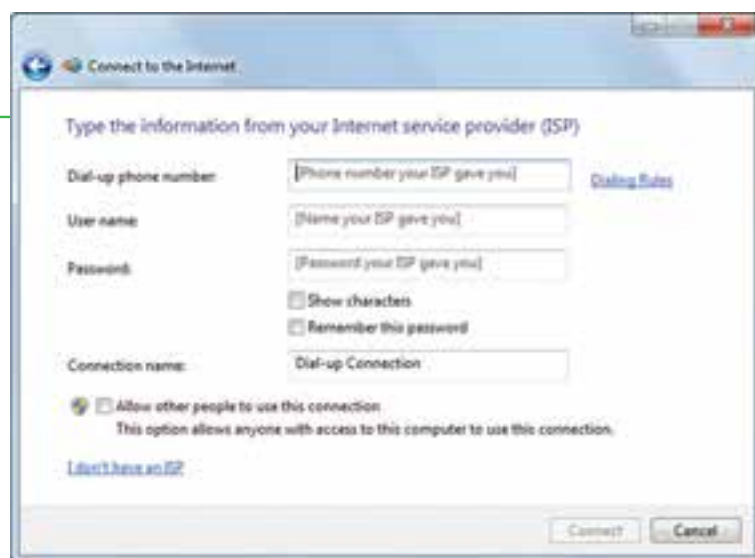 Connect to the Internet
Type the information from your Internet service provider (ISP)
Dial-up phone number: [Phone number your ISP gave you] Dialing Rules
User name: [Name your ISP gave you]
Password: [Password your ISP gave you]
Show characters
Remember this password
Connection name: Dial-up Connection
Allow other people to use this connection
This option allows anyone with access to this computer to use this connection.
I don't have an ISP
Connect Cancel